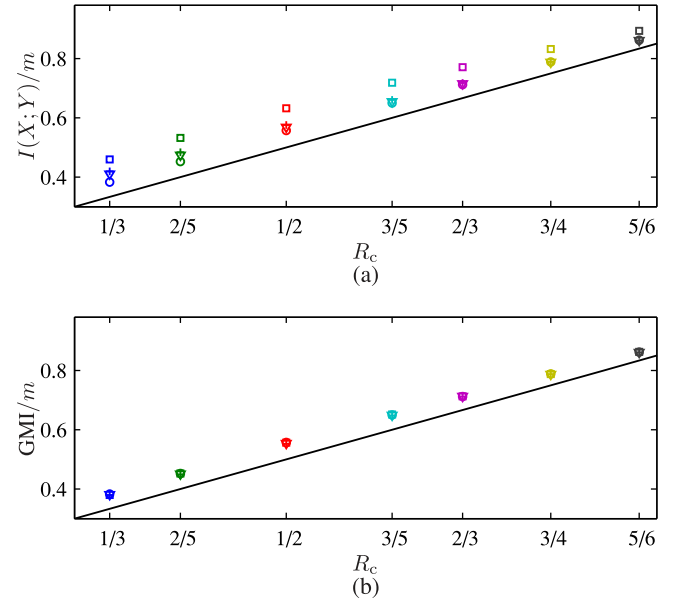 I(X;Y)/m
0.8
0.6
0.4
1/3 2/5 1/2 3/5 2/3 3/4 5/6
R_c
(a)
GMI/m
0.8
0.6
0.4
1/3 2/5 1/2 3/5 2/3 3/4 5/6
R_c
(b)